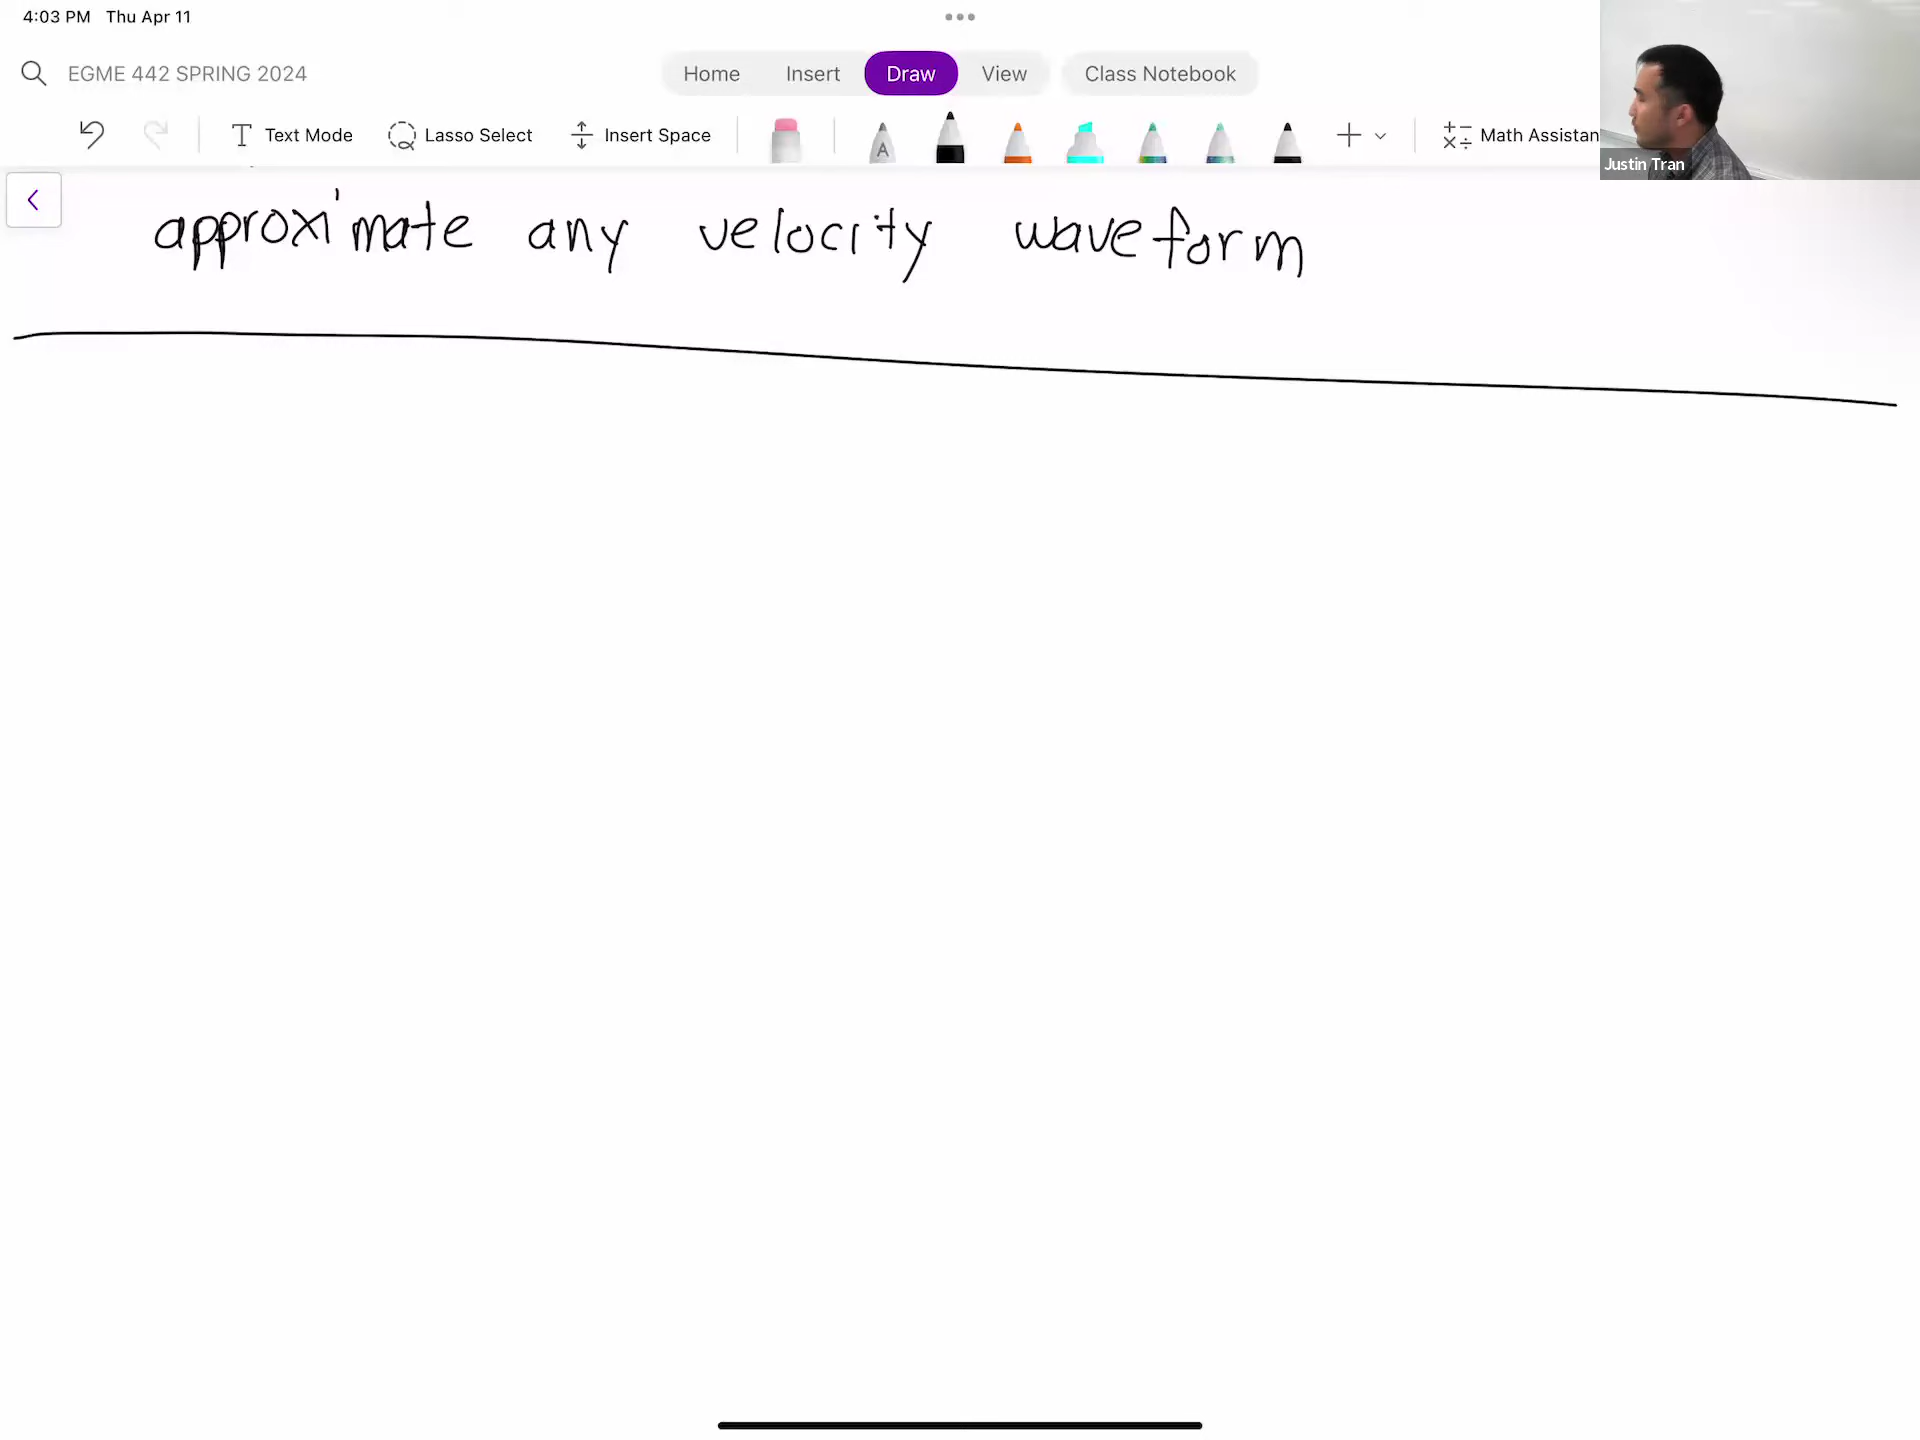 4:03 PM Thu Apr 11
EGME 442 SPRING 2024
Home Insert Draw View Class Notebook
Text Mode Lasso Select Insert Space A Math Assistan
Justin Tran
approximate any velocity waveform